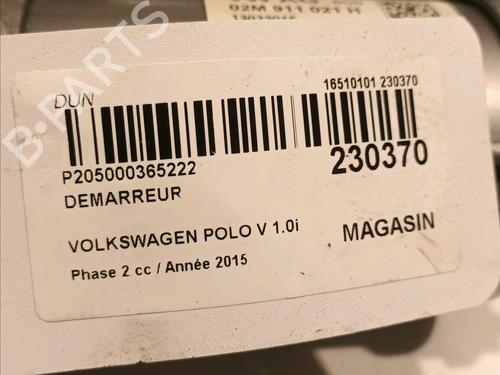 02M 911 021 H
DUN
16510101 230370
P205000365222
230370
DEMARREUR
VOLKSWAGEN POLO V 1.0i
MAGASIN
Phase 2 cc / Année 2015
B-PARTS